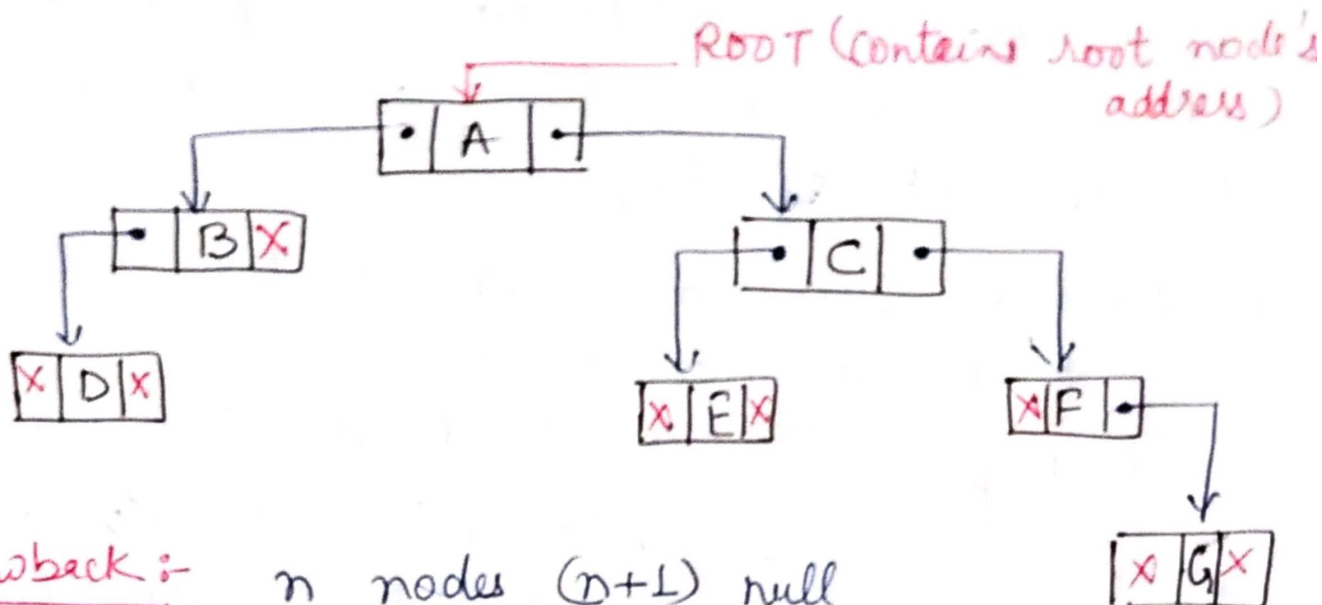 ROOT (contains root node's
address)
A
B X
C
X D X
X E X
X F
X G X
n nodes (n+1) null